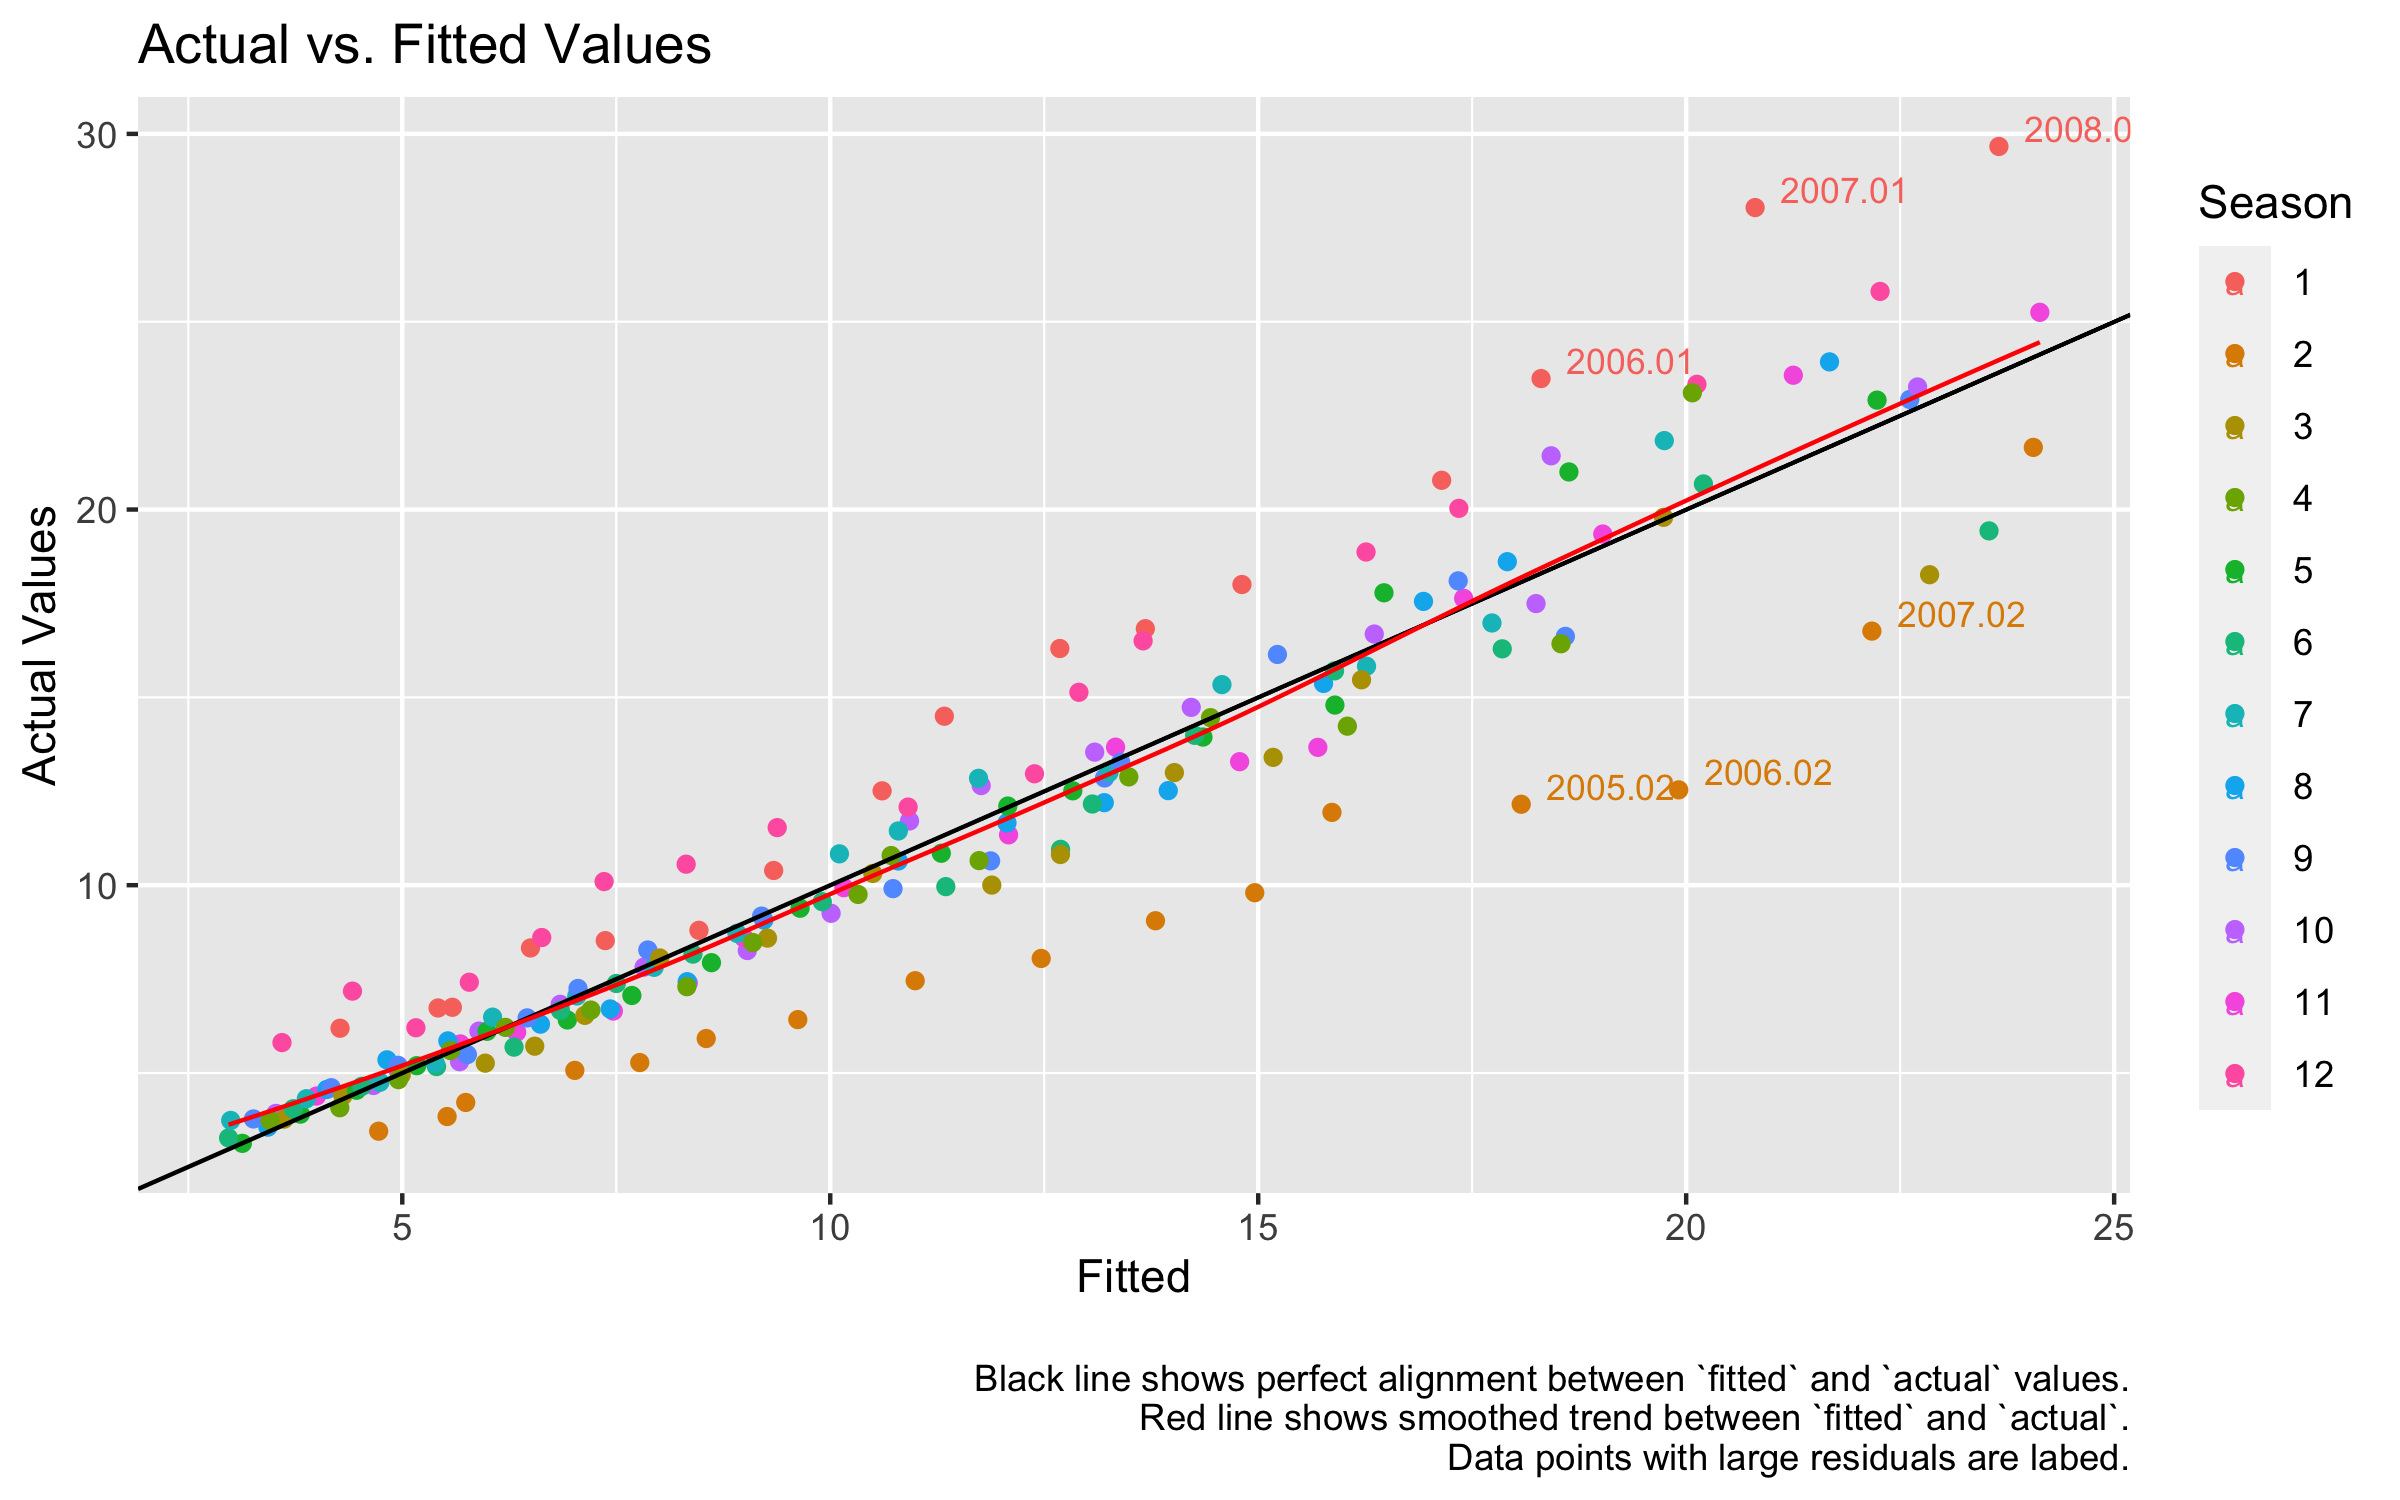 Actual vs. Fitted Values
30
20
10
Actual Values
2008.0
2007.01
2006.01
2007.02
2006.02
2005.02
5
10
15
20
25
Fitted
Season
a 1
a 2
a 3
a 4
a 5
a 6
a 7
a 8
a 9
a 10
a 11
a 12
Black line shows perfect alignment between `fitted` and `actual` values.
Red line shows smoothed trend between `fitted` and `actual`.
Data points with large residuals are labed.